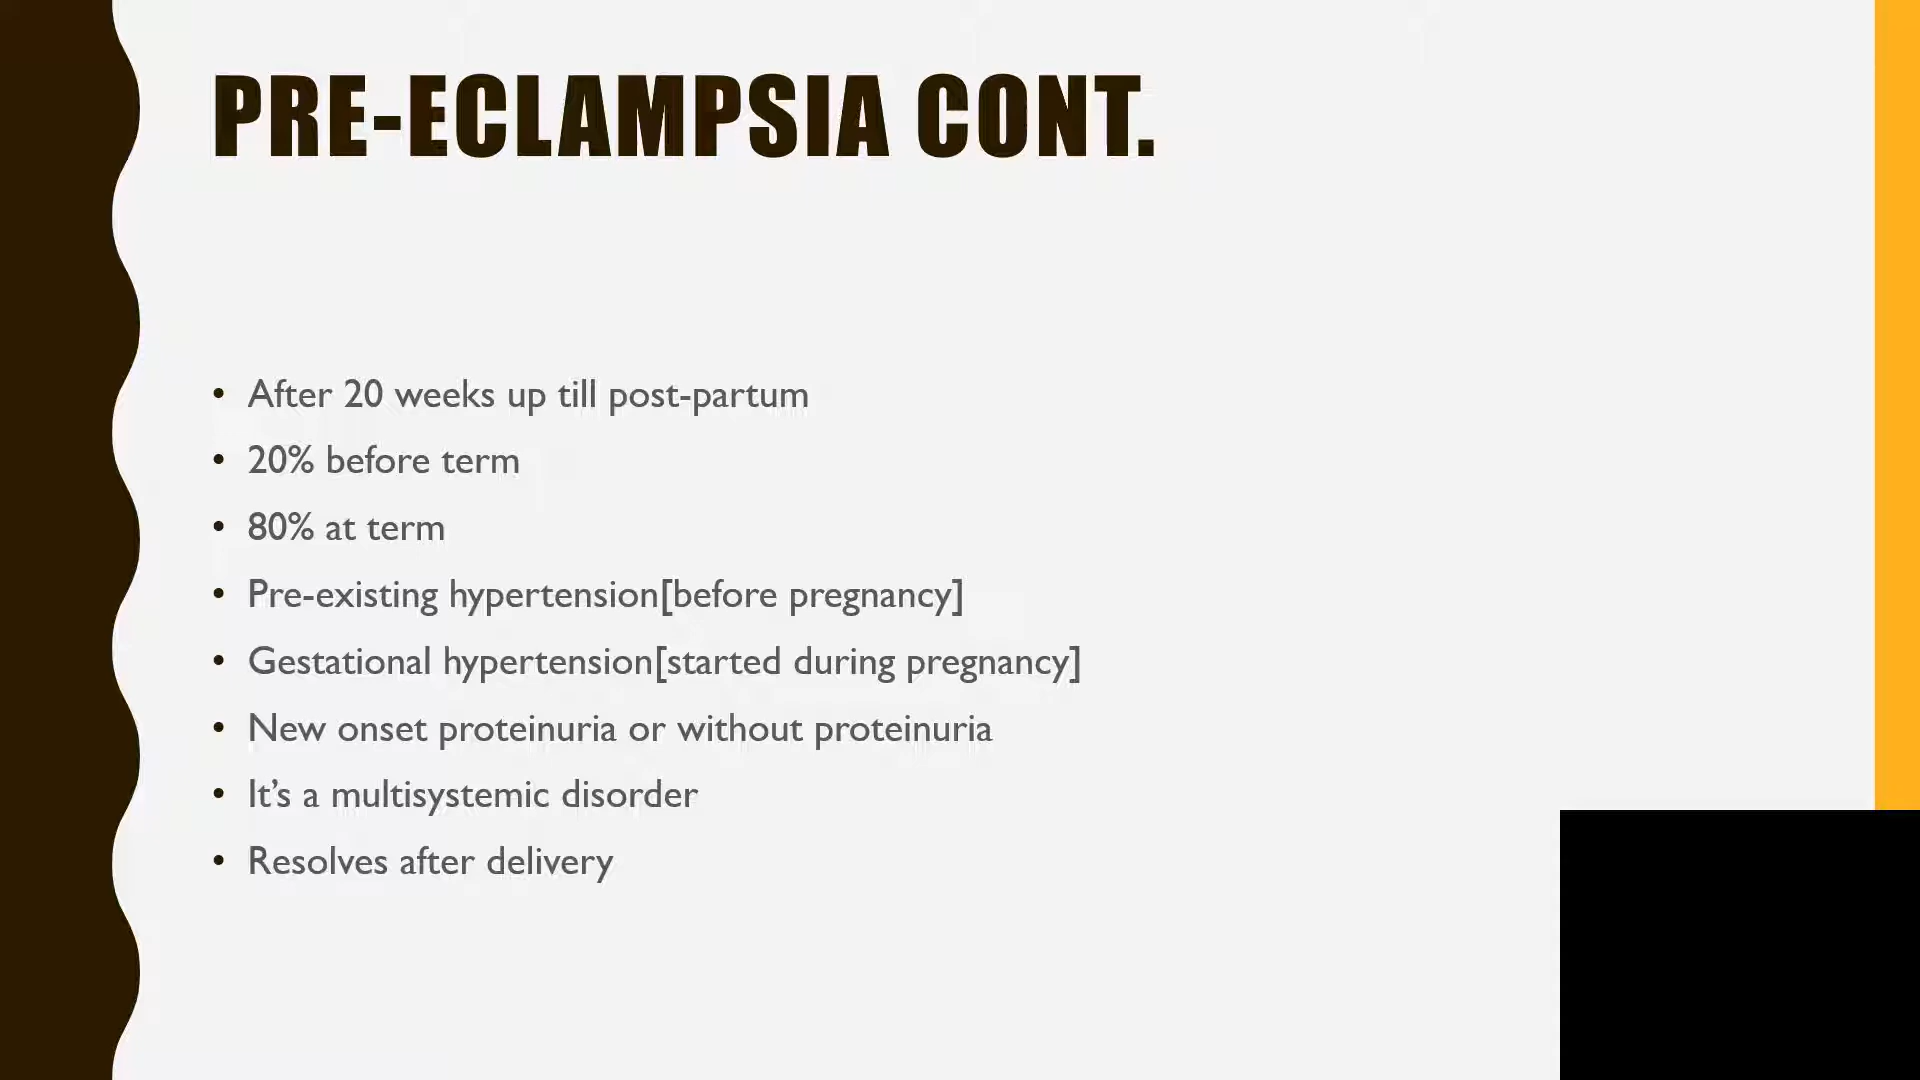 PRE-ECLAMPSIA CONT.
• After 20 weeks up till post-partum
• 20% before term
• 80% at term
• Pre-existing hypertension[before pregnancy]
• Gestational hypertension[started during pregnancy]
• New onset proteinuria or without proteinuria
• It’s a multisystemic disorder
• Resolves after delivery